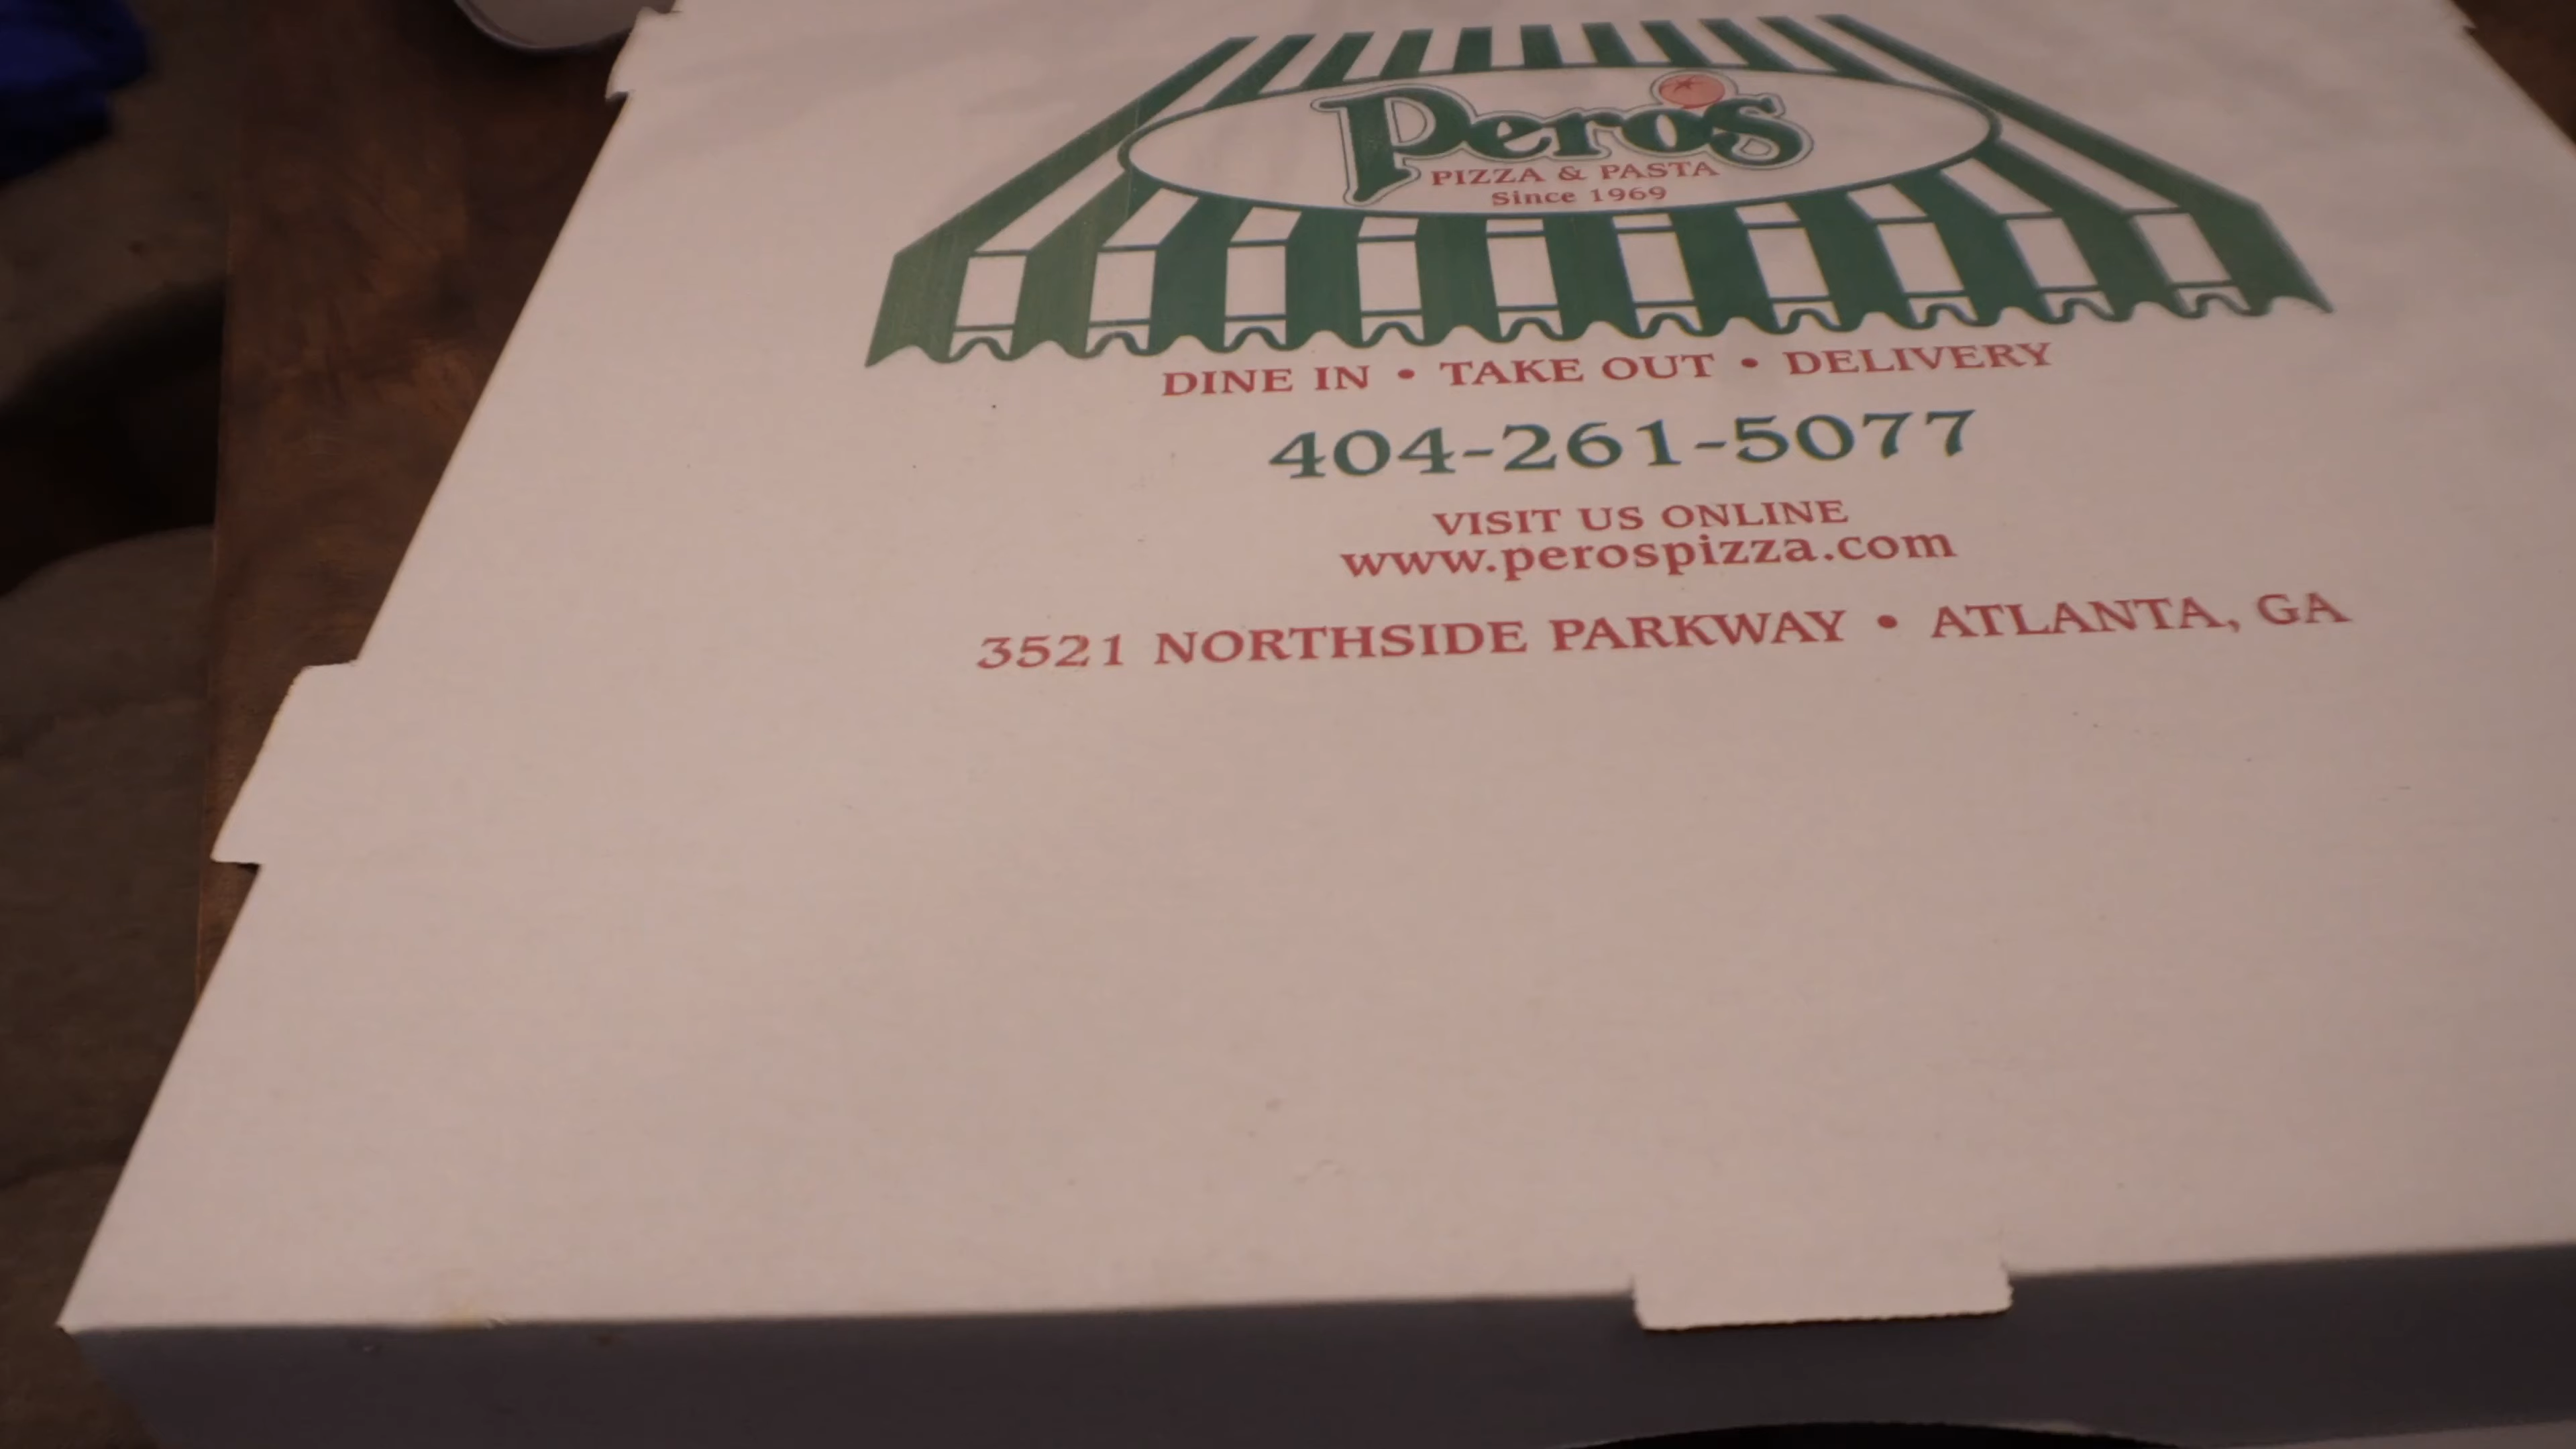 Pero's
PIZZA & PASTA
Since 1969
DINE IN • TAKE OUT • DELIVERY
404-261-5077
VISIT US ONLINE
www.perospizza.com
3521 NORTHSIDE PARKWAY • ATLANTA, GA